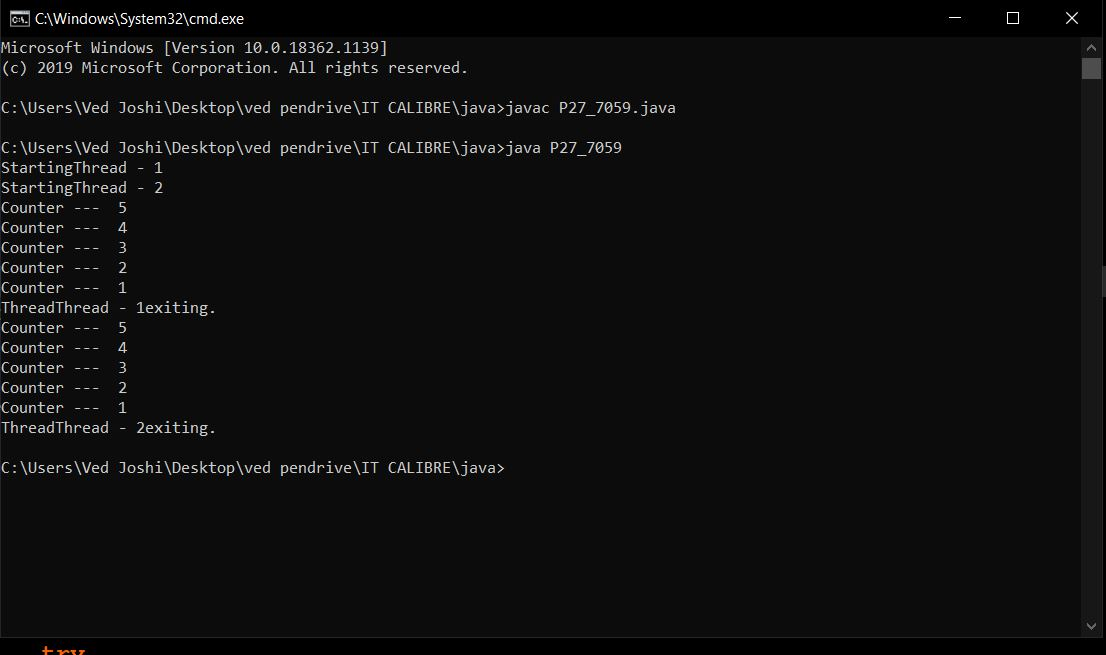 C:\Windows\System32\cmd.exe
Microsoft Windows [Version 10.0.18362.1139]
(c) 2019 Microsoft Corporation. All rights reserved.
C:\Users\Ved Joshi\Desktop\ved pendrive\IT CALIBRE\java>javac P27_7059.java
C:\Users\Ved Joshi\Desktop\ved pendrive\IT CALIBRE\java>java P27_7059
StartingThread - 1
StartingThread - 2
Counter ---  5
Counter ---  4
Counter ---  3
Counter ---  2
Counter ---  1
ThreadThread - 1exiting.
Counter ---  5
Counter ---  4
Counter ---  3
Counter ---  2
Counter ---  1
ThreadThread - 2exiting.
C:\Users\Ved Joshi\Desktop\ved pendrive\IT CALIBRE\java>
try